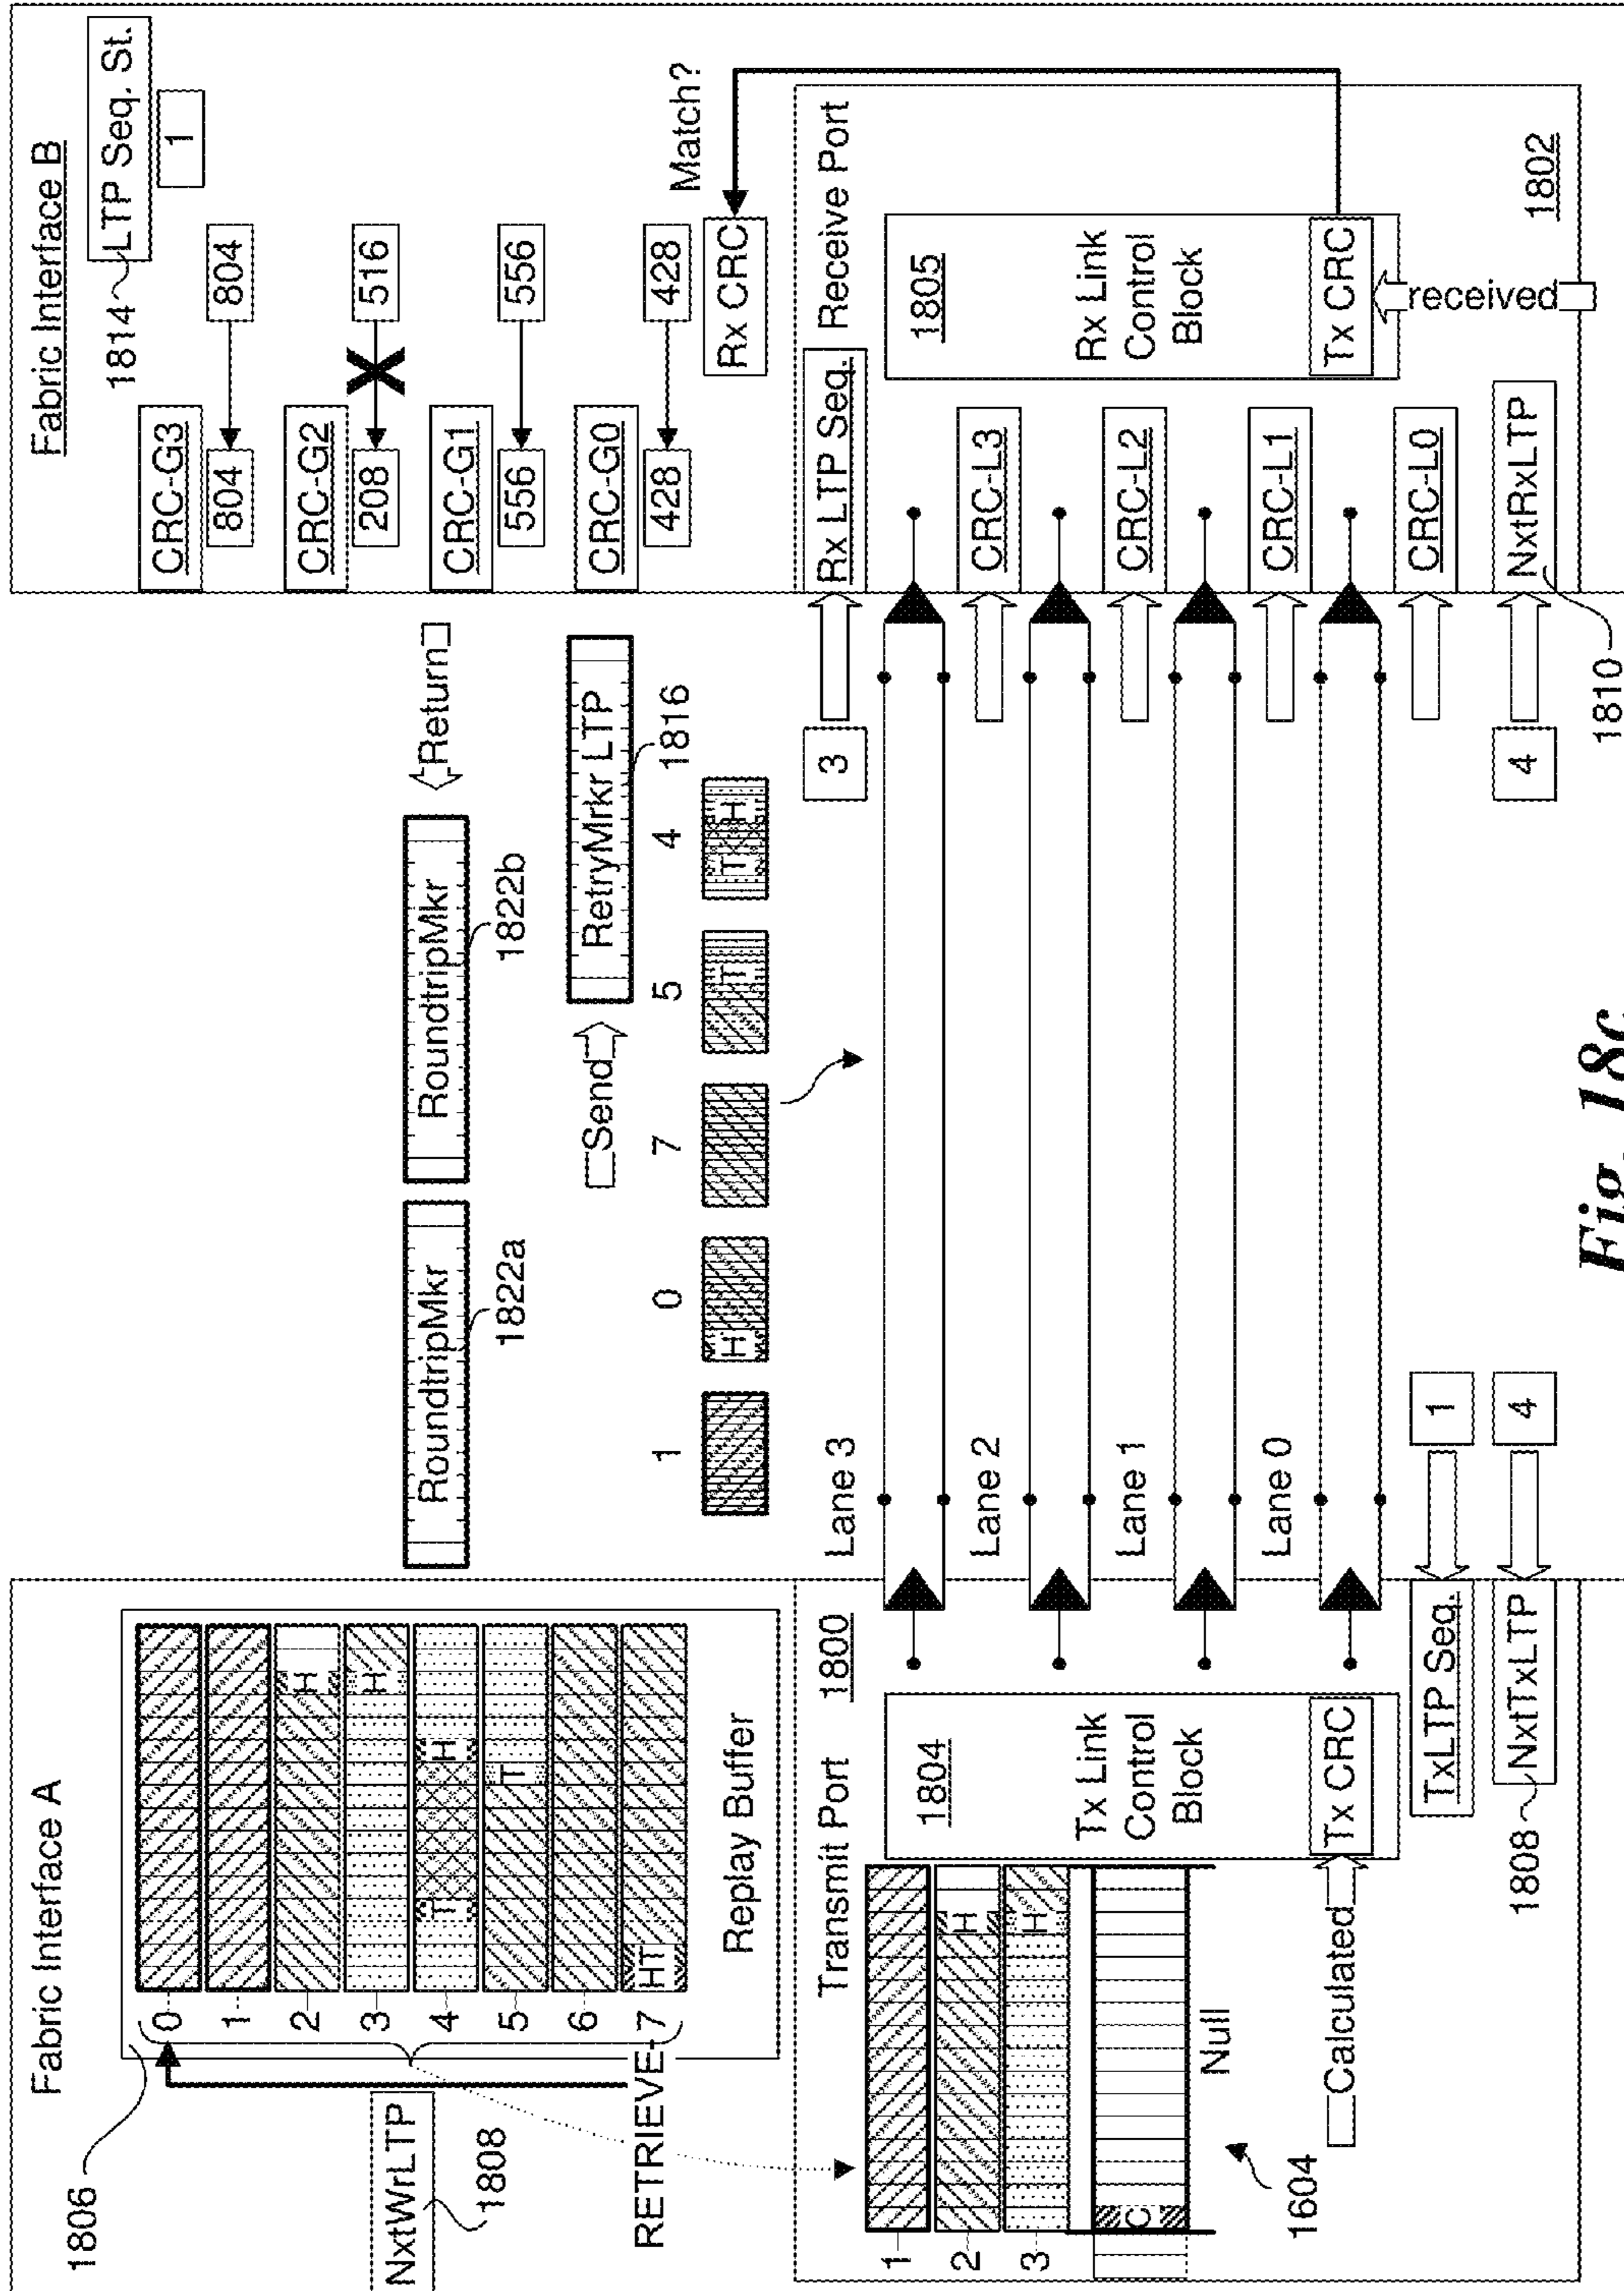 Fabric Interface A
1806
0
1
2
3
4
5
6
7
H
H
T
H
T
HT
Replay Buffer
NxtWrLTP
1808
RETRIEVE
Transmit Port
1800
1
2
3
H
H
C
Null
1604
1804
Tx Link
Control
Block
Tx CRC
Calculated
TxLTP Seq.
1
1808
NxtTxLTP
4
RoundtripMkr
1822a
RoundtripMkr
1822b
Return
Send
RetryMrkr LTP
1816
1
0
7
5
4
H
T
T
H
Lane 3
Lane 2
Lane 1
Lane 0
Fabric Interface B
1814
LTP Seq. St.
1
CRC-G3
804
804
CRC-G2
208
516
CRC-G1
556
556
CRC-G0
428
428
Rx CRC
Match?
Receive Port
3
Rx LTP Seq.
CRC-L3
CRC-L2
CRC-L1
CRC-L0
1805
Rx Link
Control
Block
Tx CRC
received
1802
4
NxtRxLTP
1810
Fig. 18c